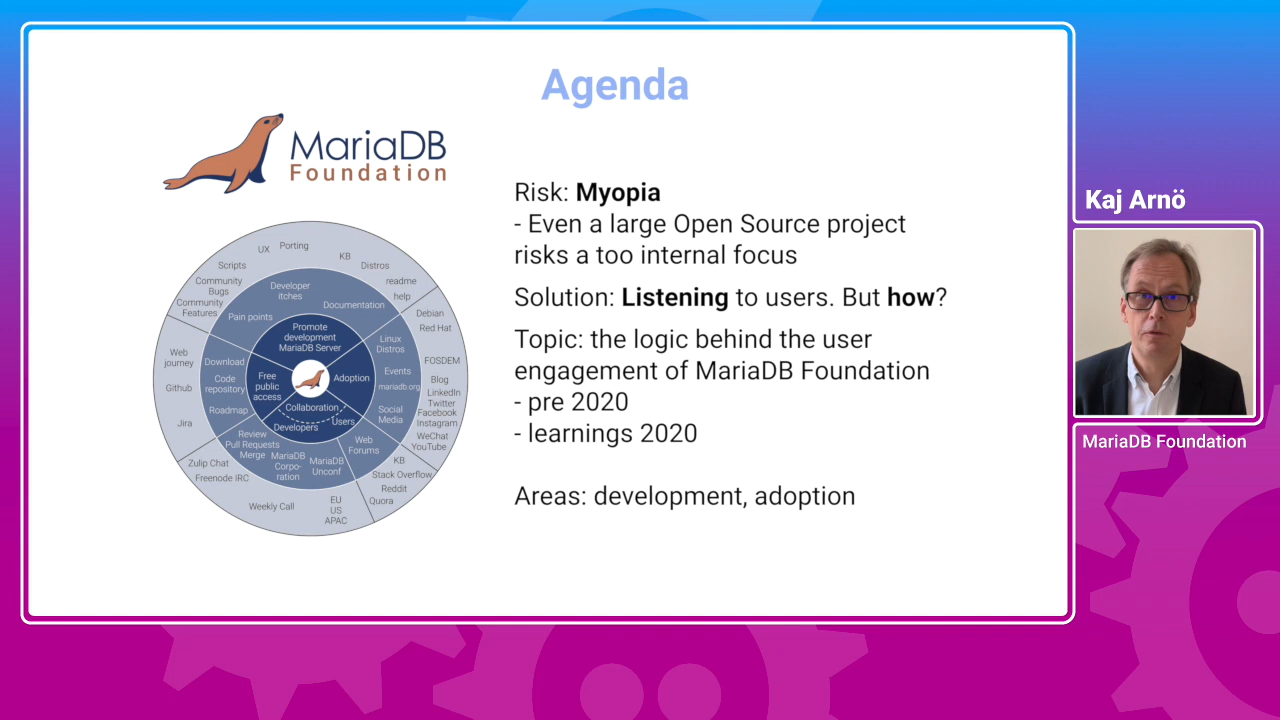 Agenda
MariaDB
Foundation
Risk: Myopia
- Even a large Open Source project
risks a too internal focus
Solution: Listening to users. But how?
Topic: the logic behind the user
engagement of MariaDB Foundation
- pre 2020
- learnings 2020
Areas: development, adoption
UX
Porting
KB
Distros
readme
help
Scripts
Community
Bugs
Community
Features
Developer
itches
Documentation
Pain points
Promote
development
MariaDB Server
Debian
Red Hat
FOSDEM
Blog
LinkedIn
Twitter
Facebook
Instagram
WeChat
YouTube
Linux
Distros
Events
mariadb.org
Social
Media
Adoption
Web
journey
Github
Jira
Download
Code
repository
Roadmap
Free
public
access
Collaboration
Developers
Users
Review
Pull Requests
Merge
MariaDB
Corpo-
ration
MariaDB
Unconf
Web
Forums
KB
Stack Overflow
Reddit
Quora
Zulip Chat
Freenode IRC
Weekly Call
EU
US
APAC
Kaj Arnö
MariaDB Foundation